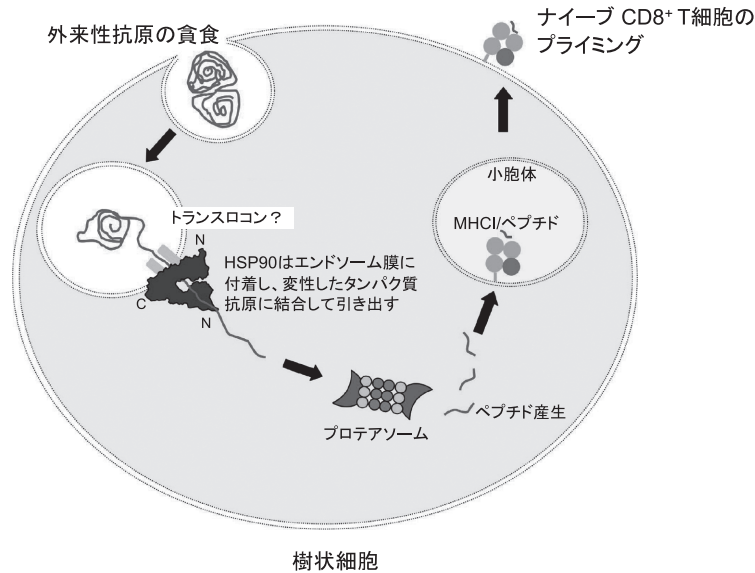 外来性抗原の貪食
ナイーブ CD8⁺ T細胞の
プライミング
小胞体
MHCI/ペプチド
トランスロコン？
N
HSP90はエンドソーム膜に
付着し、変性したタンパク質
抗原に結合して引き出す
C
N
ペプチド産生
プロテアソーム
樹状細胞